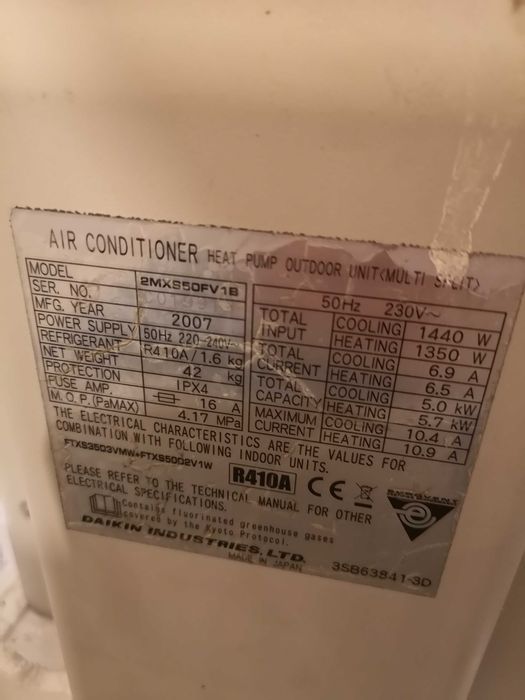 AIR CONDITIONER HEAT PUMP OUTDOOR UNIT<MULTI SPLIT>
MODEL 2MXS50FV1B
SER. NO.
MFG. YEAR 2007
POWER SUPPLY 50Hz 220-240V~
REFRIGERANT R410A/1.6 kg
NET WEIGHT 42 kg
PROTECTION IPX4
FUSE AMP. 16 A
M.O.P.(PaMAX) 4.17 MPa
50Hz 230V~
TOTAL INPUT COOLING 1440 W
HEATING 1350 W
TOTAL CURRENT COOLING 6.9 A
HEATING 6.5 A
TOTAL CAPACITY COOLING 5.0 kW
HEATING 5.7 kW
MAXIMUM CURRENT COOLING 10.4 A
HEATING 10.9 A
THE ELECTRICAL CHARACTERISTICS ARE THE VALUES FOR
COMBINATION WITH FOLLOWING INDOOR UNITS.
FTXS35D3VMW+FTXS50D2V1W
R410A CE
PLEASE REFER TO THE TECHNICAL MANUAL FOR OTHER
ELECTRICAL SPECIFICATIONS.
Contains fluorinated greenhouse gases
covered by the Kyoto Protocol.
DAIKIN INDUSTRIES, LTD.
MADE IN JAPAN
3SB63841-3D